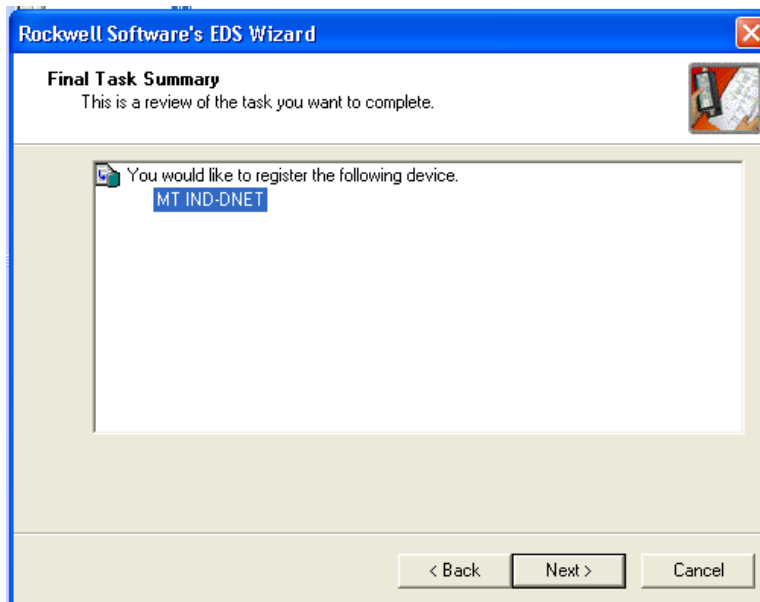 Rockwell Software's EDS Wizard
Final Task Summary
This is a review of the task you want to complete.
You would like to register the following device.
MT IND-DNET
< Back
Next >
Cancel